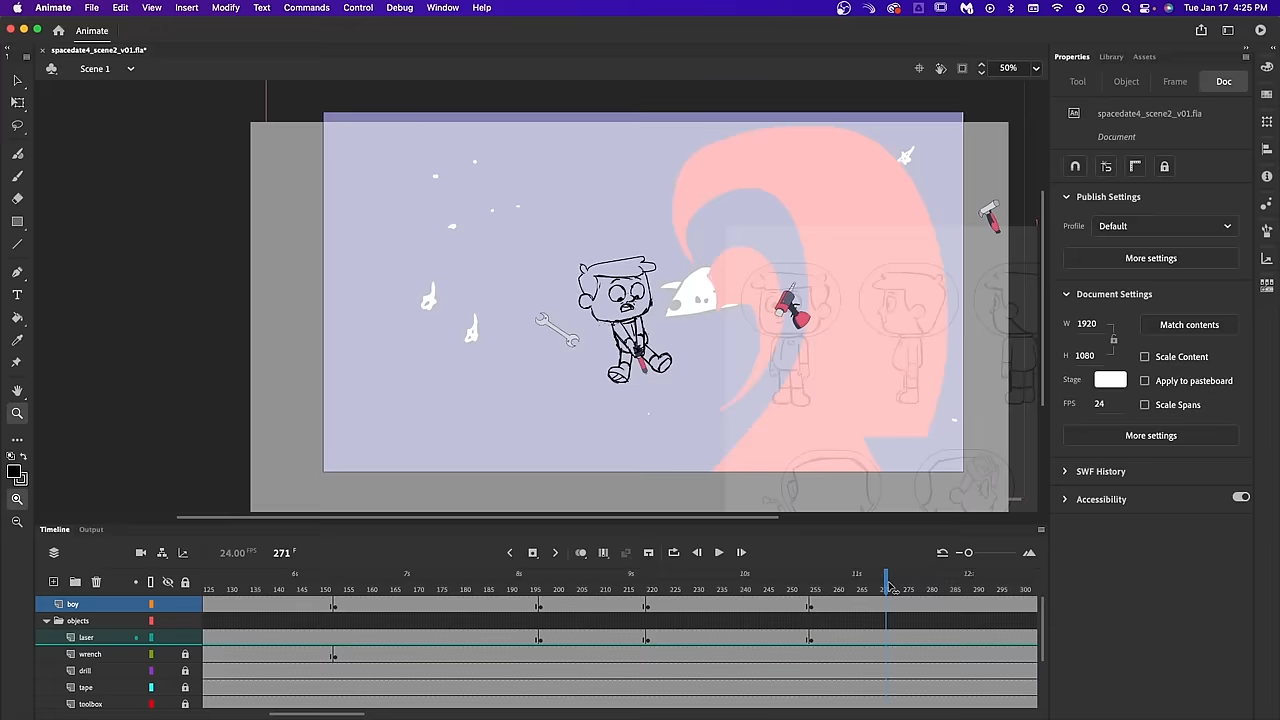 Animate File Edit View Insert Modify Text Commands Control Debug Window Help Tue Jan 17 4:25 PM
Animate
spacedate4_scene2_v01.fla*
Scene 1 50%
Properties Library Assets
Tool Object Frame Doc
spacedate4_scene2_v01.fla
Document
Publish Settings
Profile Default
More settings
Document Settings
W 1920 Match contents
H 1080 Scale Content
Stage Apply to pasteboard
FPS 24 Scale Spans
More settings
SWF History
Accessibility
Timeline Output
24.00 FPS 271 F
6s 7s 8s 9s 10s 11s 12s
125 130 135 140 145 150 155 160 165 170 175 180 185 190 195 200 205 210 215 220 225 230 235 240 245 250 255 260 265 275 280 285 290 295 300
boy
objects
laser
wrench
drill
tape
toolbox